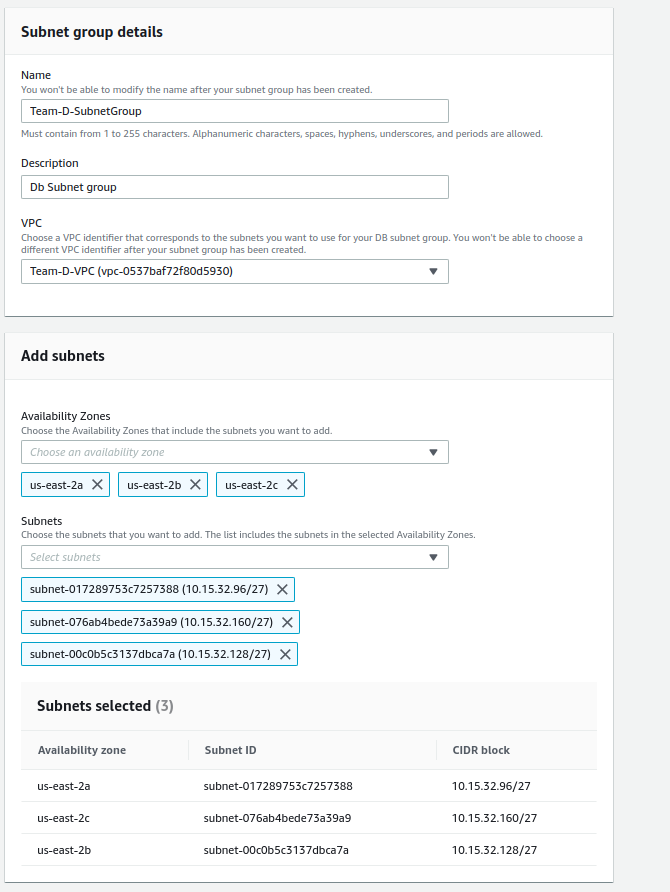 Subnet group details
Name
You won't be able to modify the name after your subnet group has been created.
Team-D-SubnetGroup
Must contain from 1 to 255 characters. Alphanumeric characters, spaces, hyphens, underscores, and periods are allowed.
Description
Db Subnet group
VPC
Choose a VPC identifier that corresponds to the subnets you want to use for your DB subnet group. You won't be able to choose a
different VPC identifier after your subnet group has been created.
Team-D-VPC (vpc-0537baf72f80d5930)
Add subnets
Availability Zones
Choose the Availability Zones that include the subnets you want to add.
Choose an availability zone
us-east-2a us-east-2b us-east-2c
Subnets
Choose the subnets that you want to add. The list includes the subnets in the selected Availability Zones.
Select subnets
subnet-017289753c7257388 (10.15.32.96/27)
subnet-076ab4bede73a39a9 (10.15.32.160/27)
subnet-00c0b5c3137dbca7a (10.15.32.128/27)
Subnets selected (3)
Availability zone Subnet ID CIDR block
us-east-2a subnet-017289753c7257388 10.15.32.96/27
us-east-2c subnet-076ab4bede73a39a9 10.15.32.160/27
us-east-2b subnet-00c0b5c3137dbca7a 10.15.32.128/27